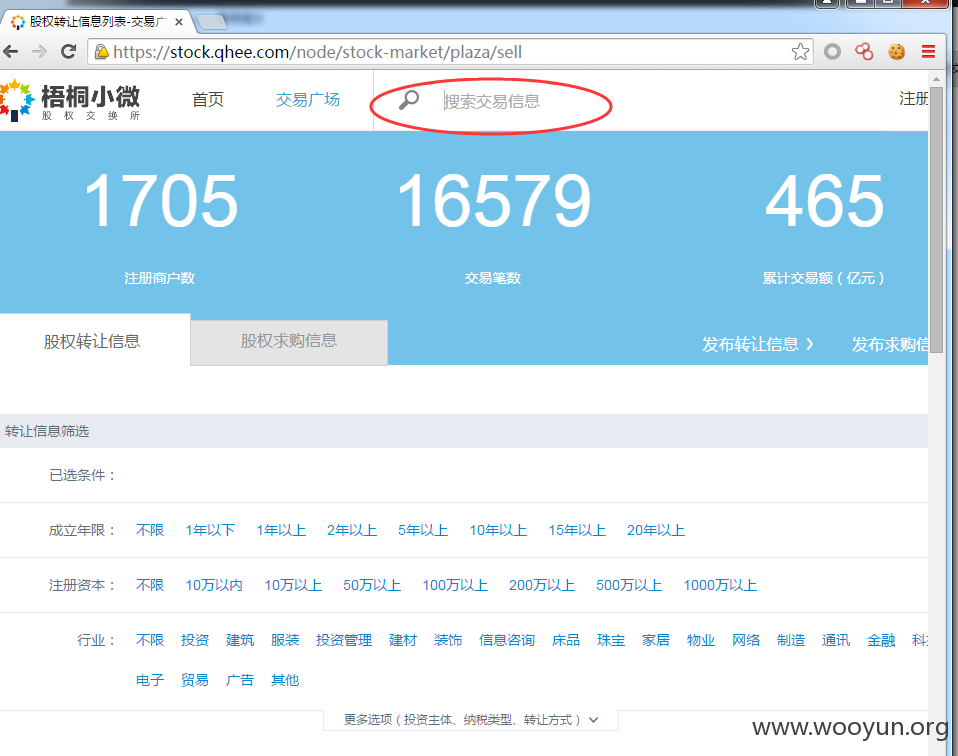 股权转让信息列表-交易广
https://stock.qhee.com/node/stock-market/plaza/sell
梧桐小微
股权交换所
首页 交易广场 搜索交易信息 注册
1705 16579 465
注册商户数 交易笔数 累计交易额（亿元）
股权转让信息 股权求购信息 发布转让信息 发布求购信
转让信息筛选
已选条件：
成立年限： 不限 1年以下 1年以上 2年以上 5年以上 10年以上 15年以上 20年以上
注册资本： 不限 10万以内 10万以上 50万以上 100万以上 200万以上 500万以上 1000万以上
行业： 不限 投资 建筑 服装 投资管理 建材 装饰 信息咨询 床品 珠宝 家居 物业 网络 制造 通讯 金融
电子 贸易 广告 其他
更多选项（投资主体、纳税类型、转让方式）
www.wooyun.org